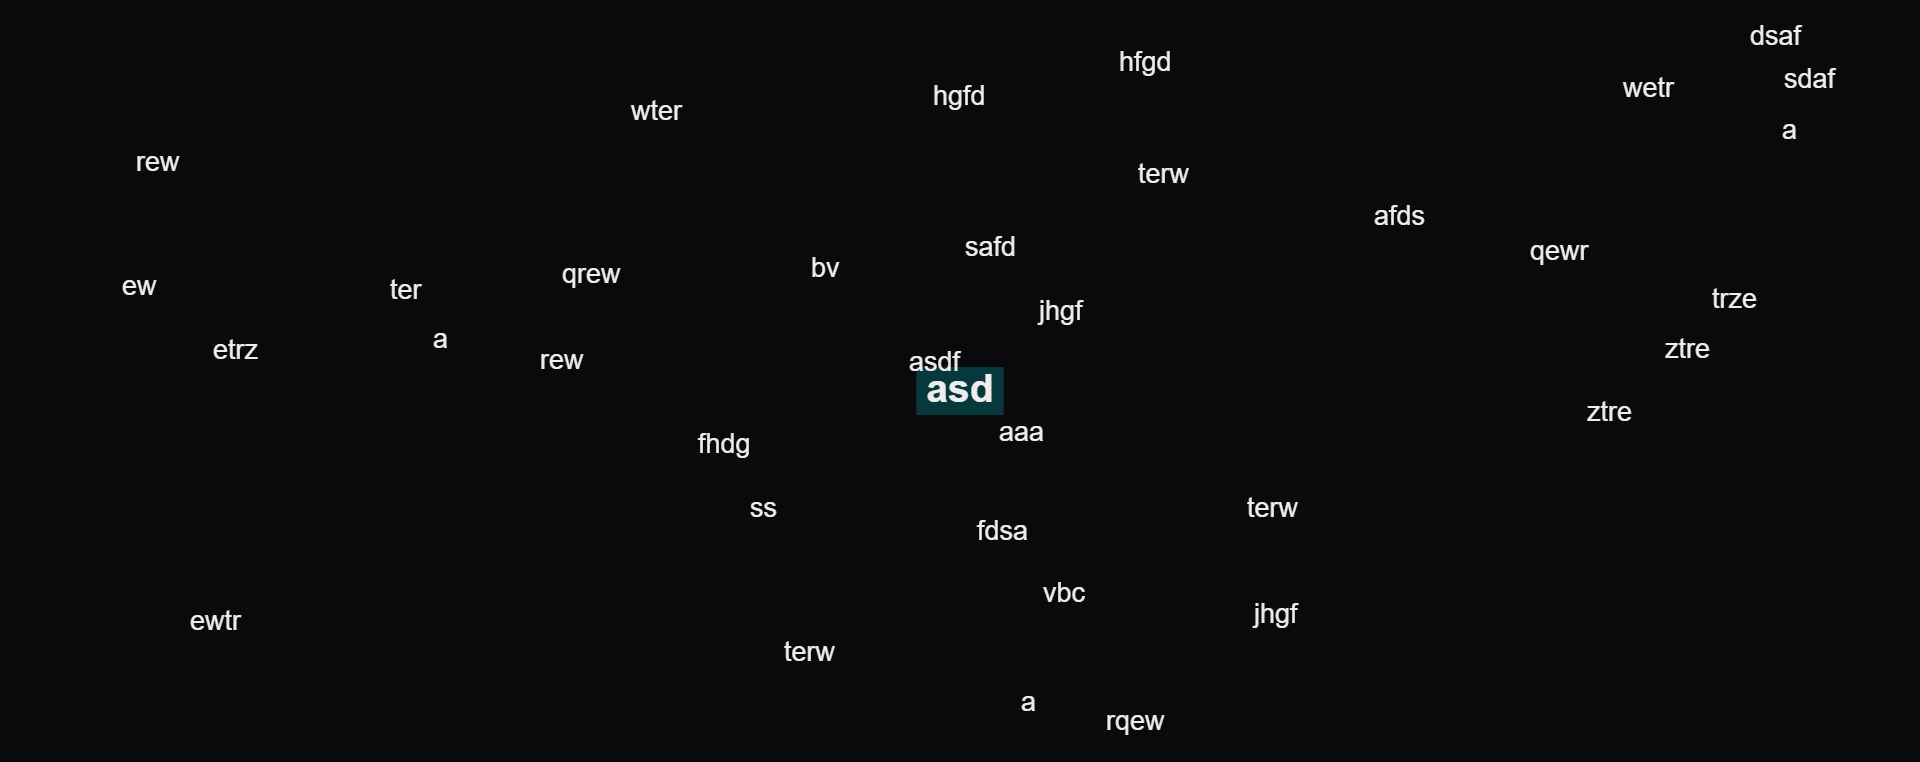 dsaf
hfgd
sdaf
wetr
hgfd
wter
a
rew
terw
afds
safd
qewr
bv
qrew
ew
ter
trze
jhgf
a
ztre
etrz
rew
asdf
asd
ztre
aaa
fhdg
ss
terw
fdsa
vbc
jhgf
ewtr
terw
a
rqew